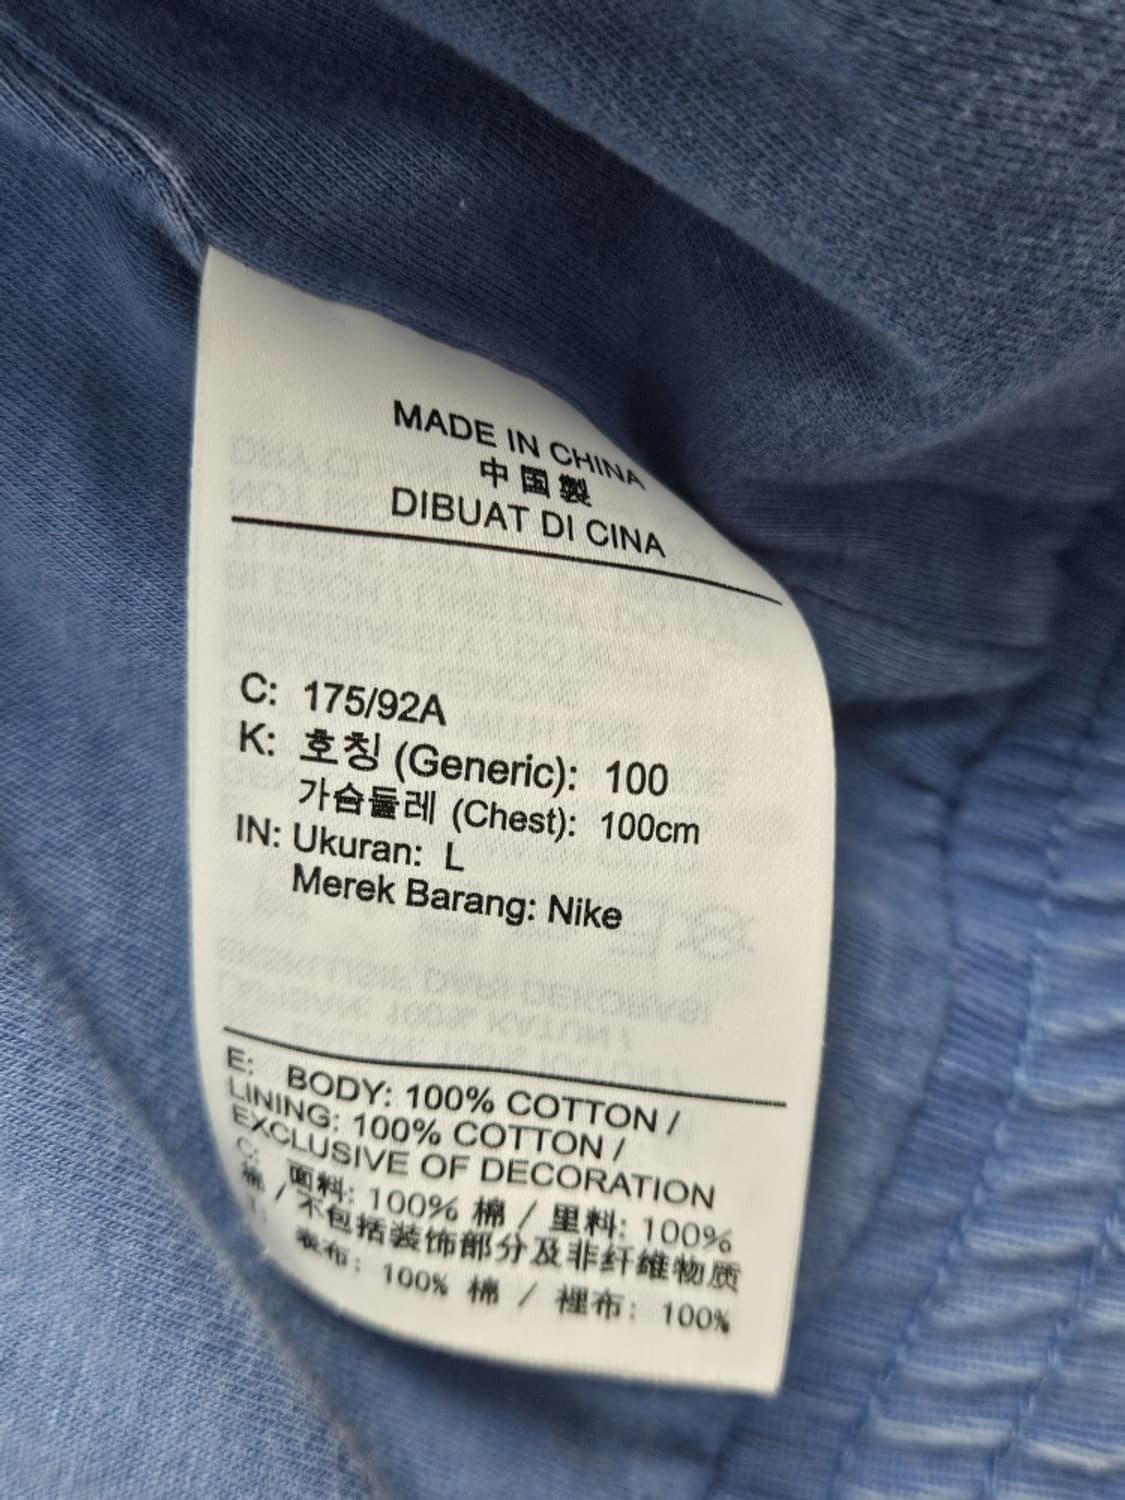 MADE IN CHINA
中国製
DIBUAT DI CINA
C: 175/92A
K: 호칭 (Generic): 100
가슴둘레 (Chest): 100cm
IN: Ukuran: L
Merek Barang: Nike
E: BODY: 100% COTTON /
LINING: 100% COTTON /
EXCLUSIVE OF DECORATION
C: 面料: 100% 棉 / 里料: 100%
棉 / 不包括装饰部分及非纤维物质
表布: 100% 棉 / 裡布: 100%